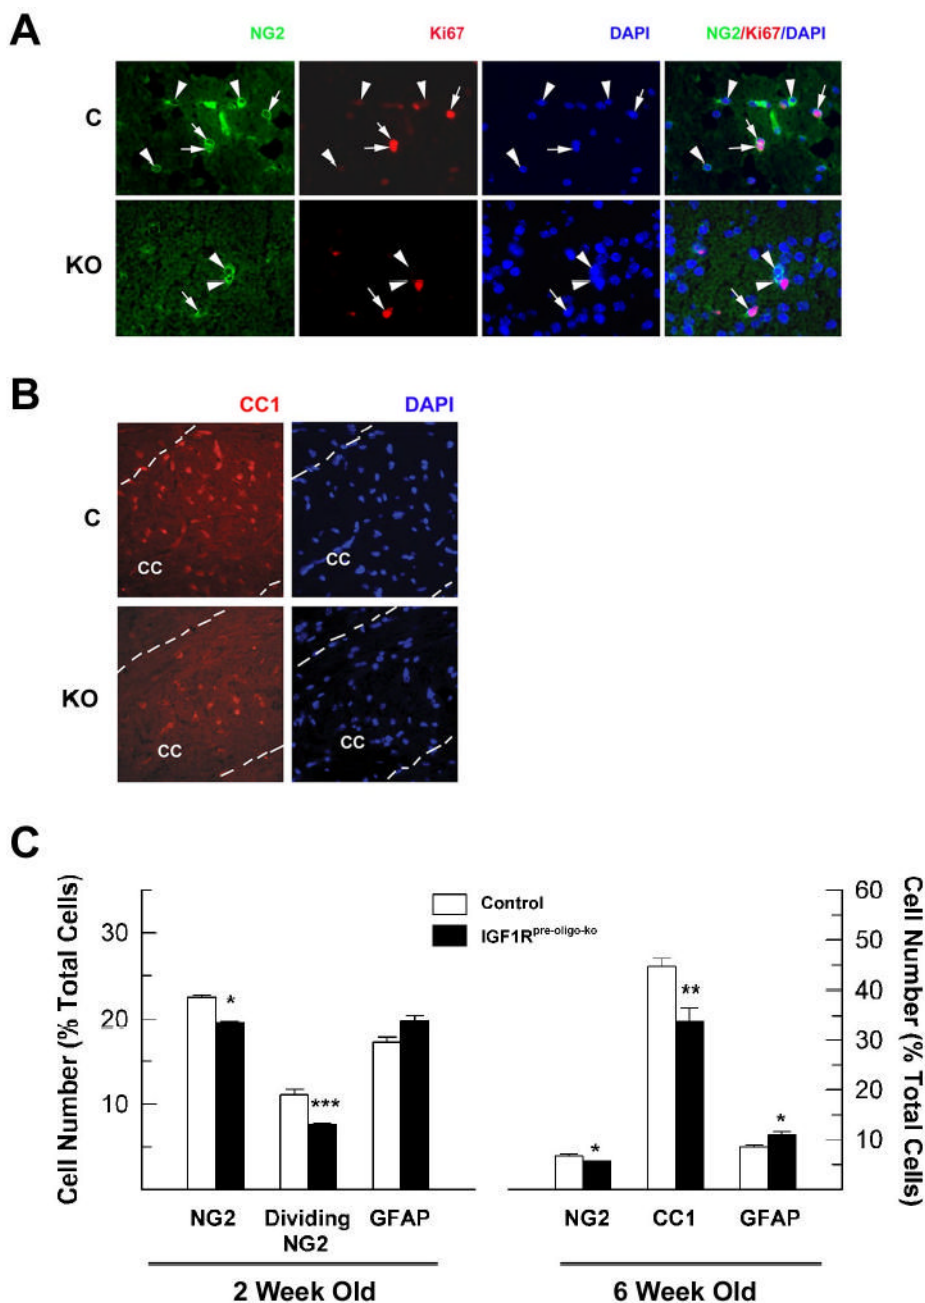 A
NG2
Ki67
DAPI
NG2/Ki67/DAPI
C
KO
B
CC1
DAPI
C
CC
CC
KO
CC
CC
C
Cell Number (% Total Cells)
30
20
10
Control
IGF1R^pre-oligo-ko
60
50
40
30
20
10
Cell Number (% Total Cells)
*
***
**
*
*
NG2
Dividing
NG2
GFAP
NG2
CC1
GFAP
2 Week Old
6 Week Old